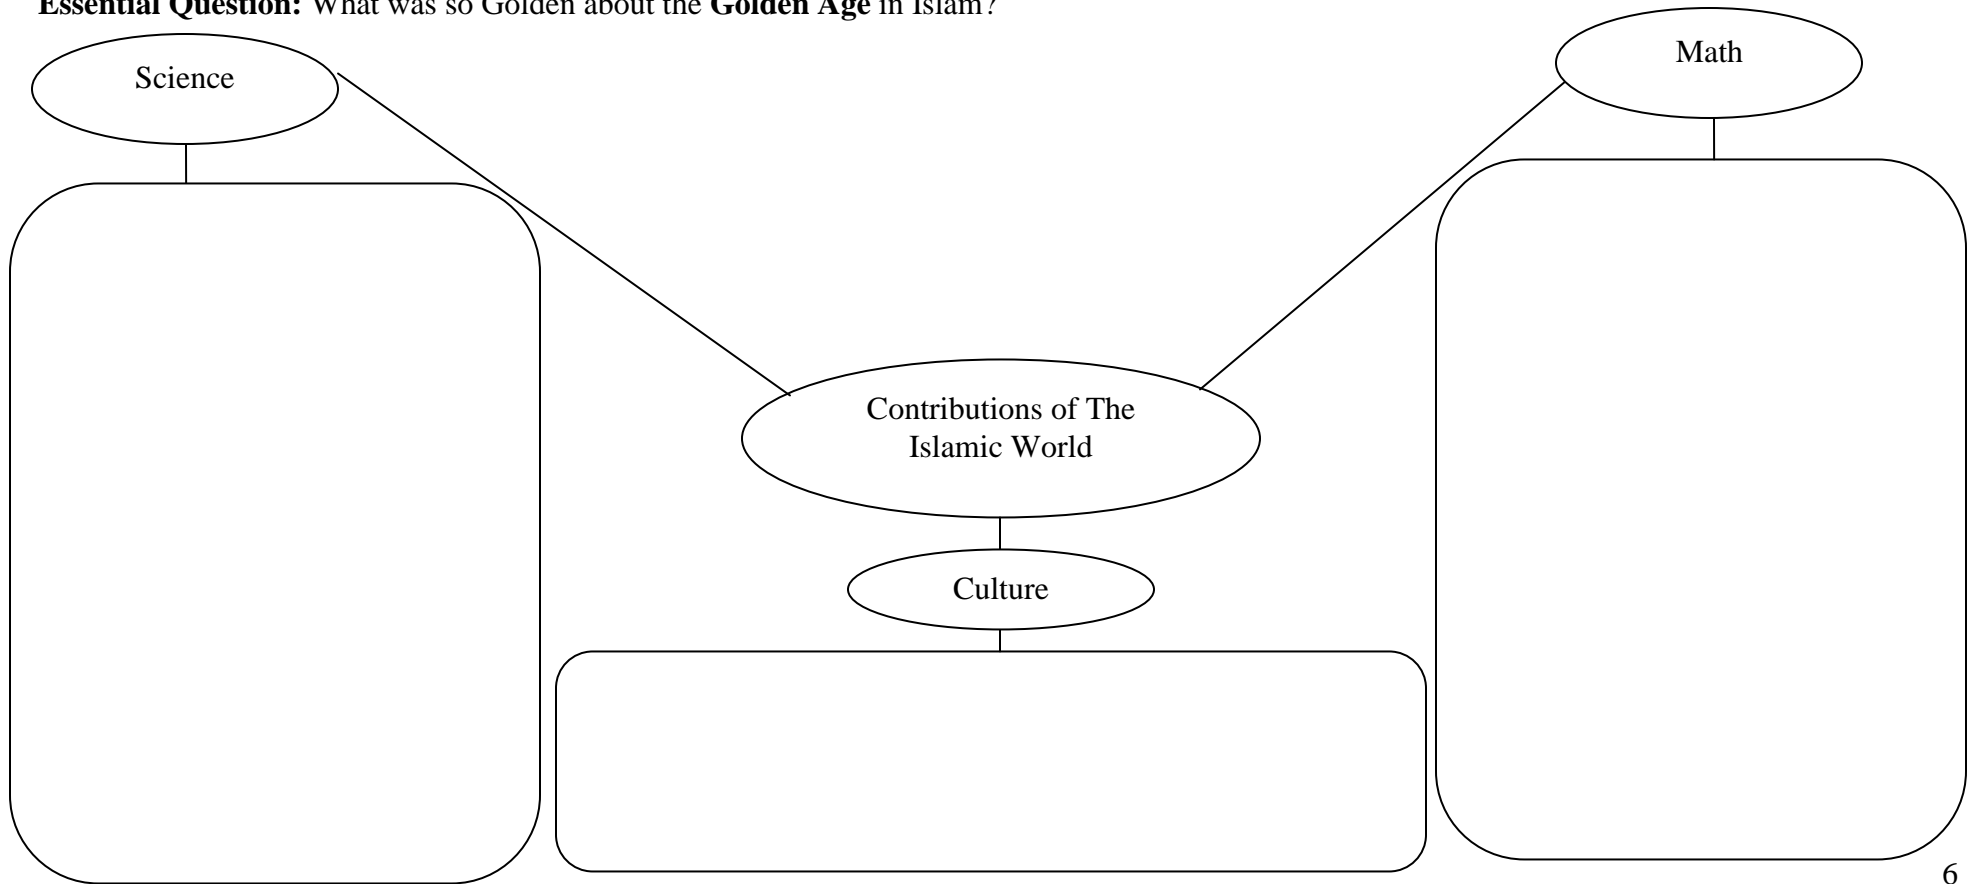 Essential Question: What was so Golden about the Golden Age in Islam?
Science
Math
Contributions of The
Islamic World
Culture
6